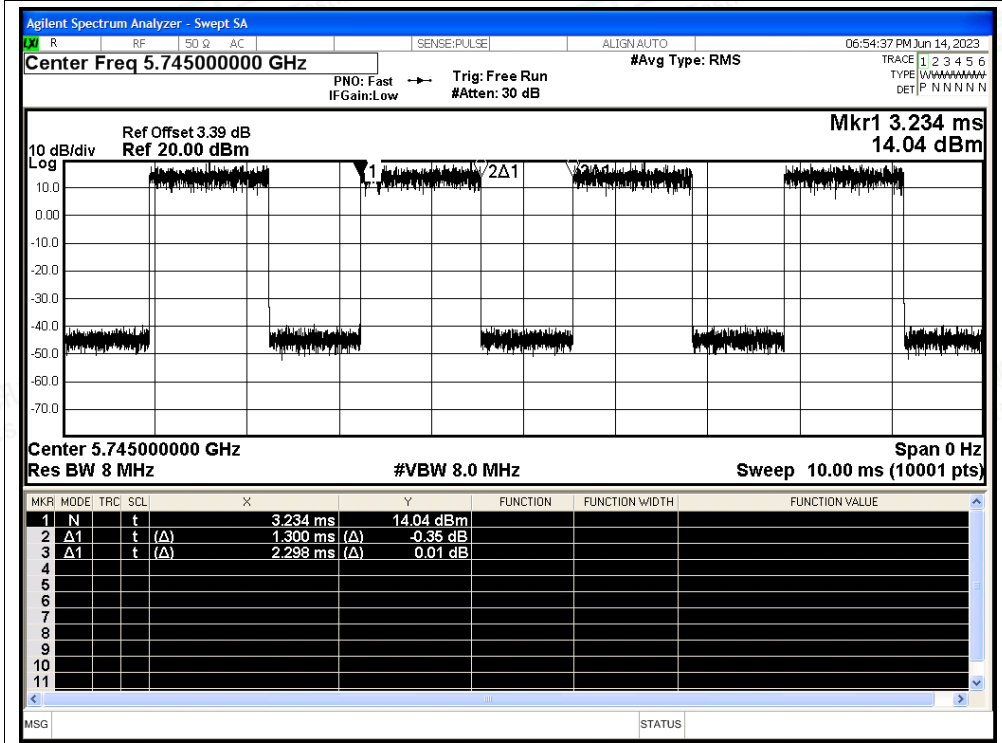 Agilent Spectrum Analyzer - Swept SA
LXI R RF 50 Ω AC SENSE:PULSE ALIGN AUTO 06:54:37 PM Jun 14, 2023
Center Freq 5.745000000 GHz #Avg Type: RMS TRACE 1 2 3 4 5 6
PNO: Fast Trig: Free Run TYPE
IFGain:Low #Atten: 30 dB DET P N N N N N
Mkr1 3.234 ms
Ref Offset 3.39 dB
10 dB/div Ref 20.00 dBm 14.04 dBm
Log
1 2Δ1
10.0
0.00
-10.0
-20.0
-30.0
-40.0
-50.0
-60.0
-70.0
Center 5.745000000 GHz Span 0 Hz
Res BW 8 MHz #VBW 8.0 MHz Sweep 10.00 ms (10001 pts)
MKR MODE TRC SCL X Y FUNCTION FUNCTION WIDTH FUNCTION VALUE
1 N t 3.234 ms 14.04 dBm
2 Δ1 t (Δ) 1.300 ms (Δ) -0.35 dB
3 Δ1 t (Δ) 2.298 ms (Δ) 0.01 dB
4
5
6
7
8
9
10
11
MSG STATUS